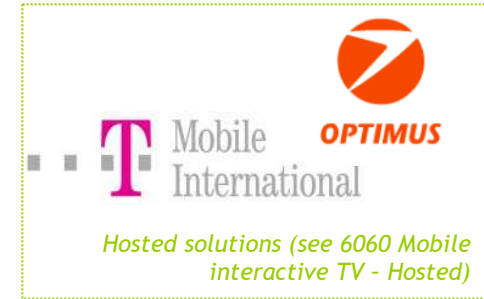 OPTIMUS
T Mobile
International
Hosted solutions (see 6060 Mobile
interactive TV – Hosted)